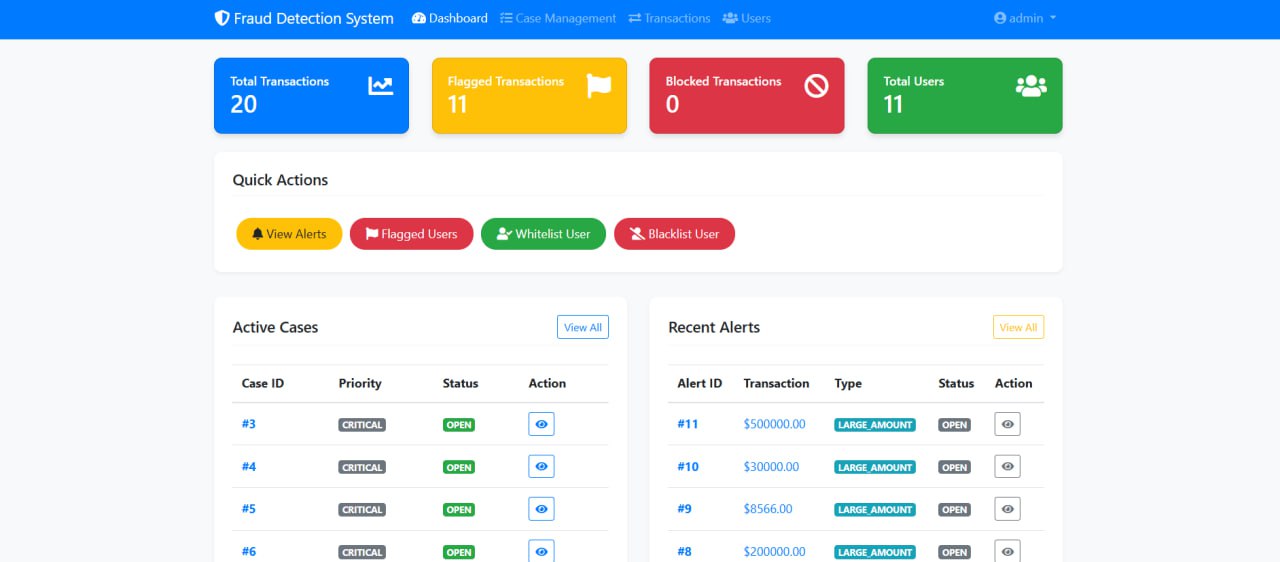 Fraud Detection System Dashboard Case Management Transactions Users admin
Total Transactions
20
Flagged Transactions
11
Blocked Transactions
0
Total Users
11
Quick Actions
View Alerts Flagged Users Whitelist User Blacklist User
Active Cases View All
Case ID Priority Status Action
#3 CRITICAL OPEN
#4 CRITICAL OPEN
#5 CRITICAL OPEN
#6 CRITICAL OPEN
Recent Alerts View All
Alert ID Transaction Type Status Action
#11 $500000.00 LARGE_AMOUNT OPEN
#10 $30000.00 LARGE_AMOUNT OPEN
#9 $8566.00 LARGE_AMOUNT OPEN
#8 $200000.00 LARGE_AMOUNT OPEN